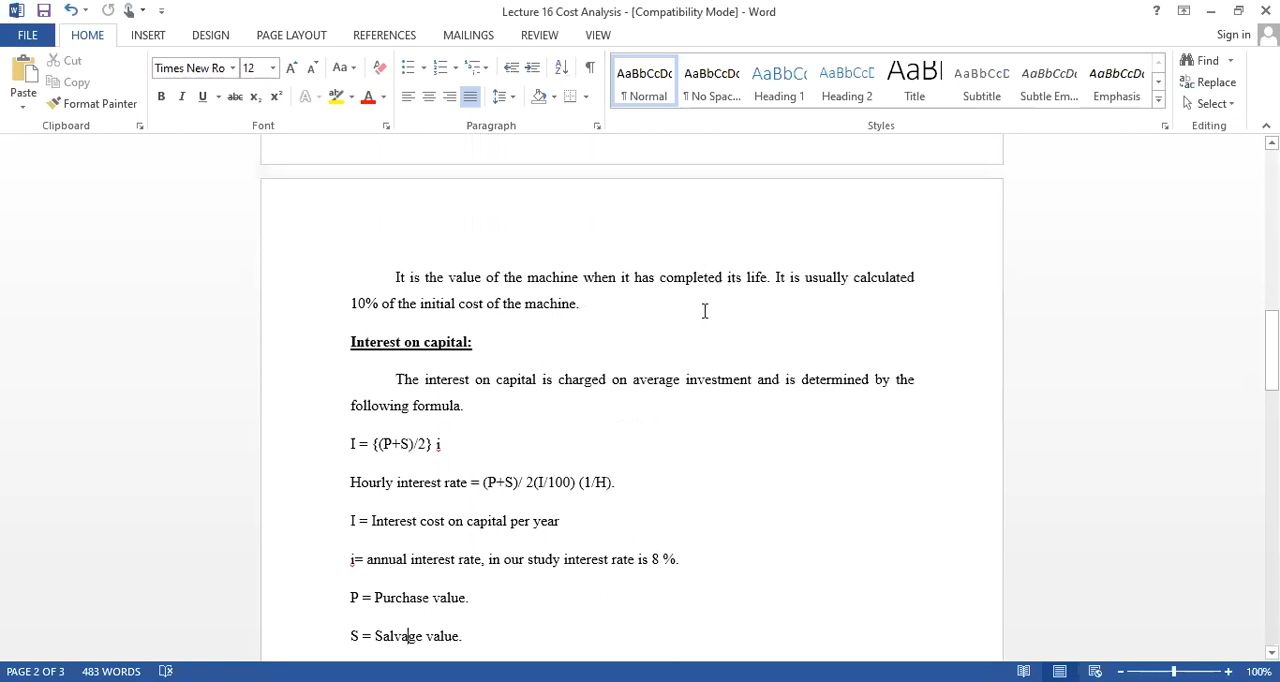 Lecture 16 Cost Analysis - [Compatibility Mode] - Word
?
FILE HOME INSERT DESIGN PAGE LAYOUT REFERENCES MAILINGS REVIEW VIEW Sign in
Paste Cut Copy Format Painter
Times New Ro 12 Aa
B I U abc X₂ X² A A
AaBbCcDc AaBbCcDc AaBbCc AaBbCcD AaBl AaBbCcD AaBbCcDc AaBbCcDc
¶ Normal ¶ No Spac... Heading 1 Heading 2 Title Subtitle Subtle Em... Emphasis
Find Replace Select
Clipboard Font Paragraph Styles Editing
It is the value of the machine when it has completed its life. It is usually calculated
10% of the initial cost of the machine.
Interest on capital:
The interest on capital is charged on average investment and is determined by the
following formula.
I = {(P+S)/2} i
Hourly interest rate = (P+S)/ 2(I/100) (1/H).
I = Interest cost on capital per year
i= annual interest rate, in our study interest rate is 8 %.
P = Purchase value.
S = Salvage value.
PAGE 2 OF 3 483 WORDS 100%